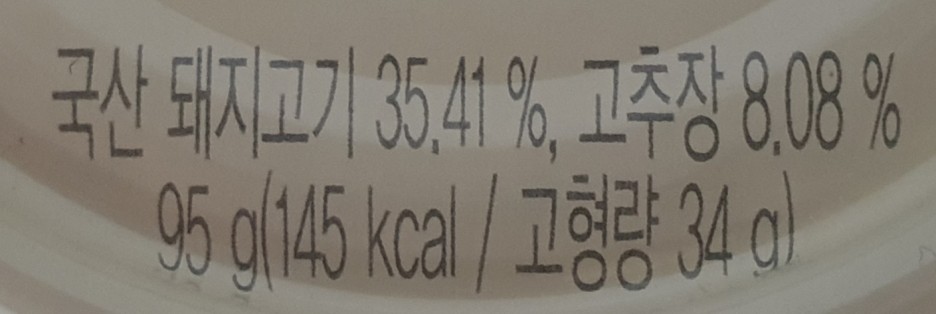 국산 돼지고기 35.41 %, 고추장 8.08 %
95 g(145 kcal / 고형량 34 g)